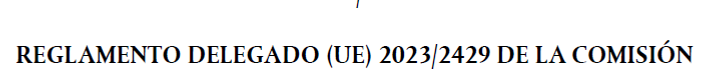 REGLAMENTO DELEGADO (UE) 2023/2429 DE LA COMISIÓN